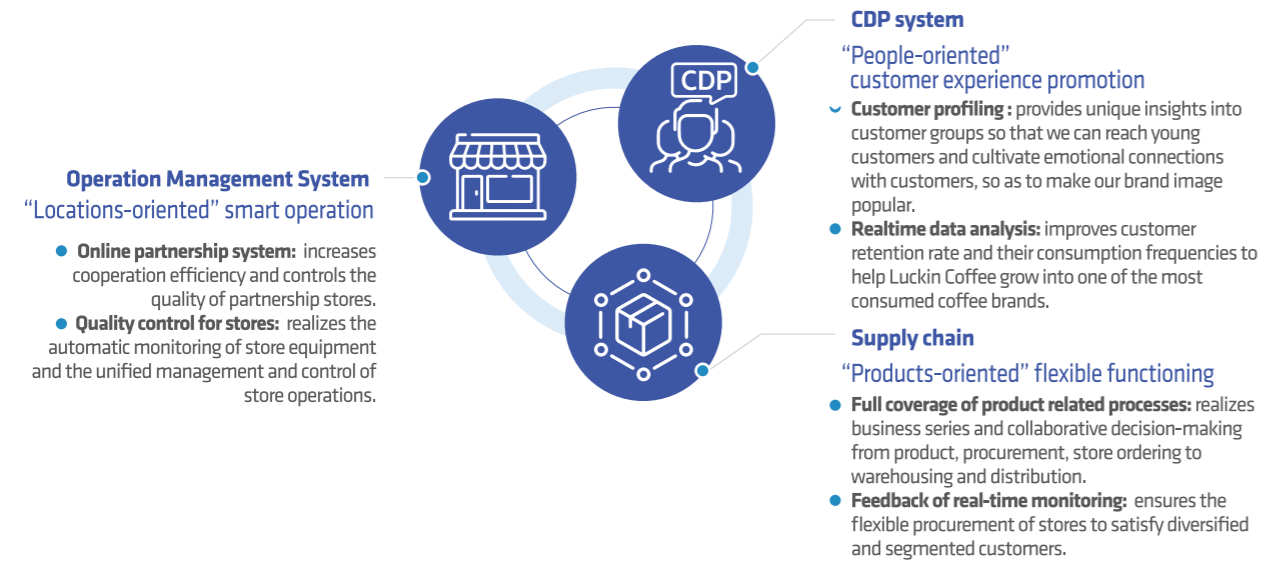 CDP system
“People-oriented”
customer experience promotion
Customer profiling : provides unique insights into
customer groups so that we can reach young
customers and cultivate emotional connections
with customers, so as to make our brand image
popular.
Realtime data analysis: improves customer
retention rate and their consumption frequencies to
help Luckin Coffee grow into one of the most
consumed coffee brands.
CDP
Operation Management System
“Locations-oriented” smart operation
Online partnership system: increases
cooperation efficiency and controls the
quality of partnership stores.
Quality control for stores: realizes the
automatic monitoring of store equipment
and the unified management and control of
store operations.
Supply chain
“Products-oriented” flexible functioning
Full coverage of product related processes: realizes
business series and collaborative decision-making
from product, procurement, store ordering to
warehousing and distribution.
Feedback of real-time monitoring: ensures the
flexible procurement of stores to satisfy diversified
and segmented customers.